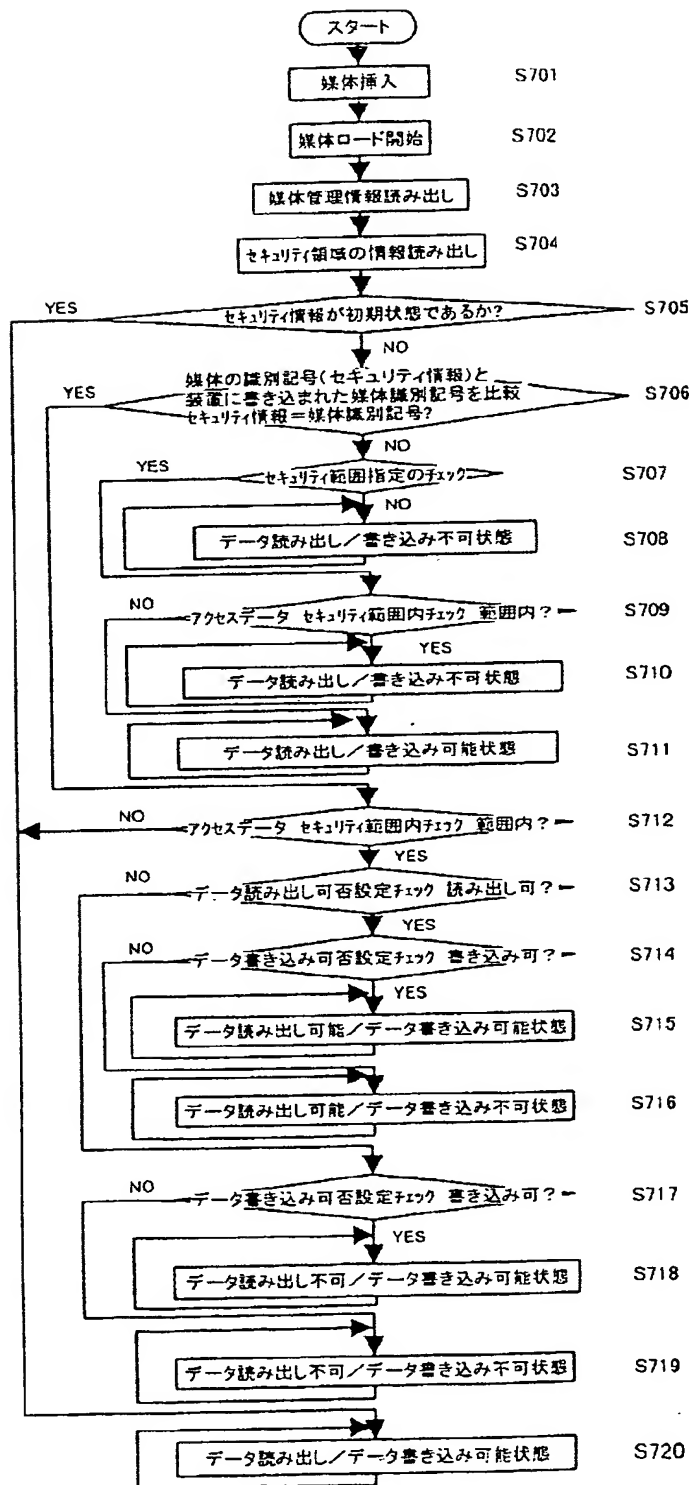 スタート
媒体挿入 S701
媒体ロード開始 S702
媒体管理情報読み出し S703
セキュリティ領域の情報読み出し S704
YES セキュリティ情報が初期状態であるか? S705
NO
YES 媒体の識別記号(セキュリティ情報)と
装置に書き込まれた媒体識別記号を比較 S706
セキュリティ情報=媒体識別記号?
NO
YES セキュリティ範囲指定のチェック S707
NO
データ読み出し/書き込み不可状態 S708
NO アクセスデータ セキュリティ範囲内チェック 範囲内? S709
YES
データ読み出し/書き込み不可状態 S710
データ読み出し/書き込み可能状態 S711
NO アクセスデータ セキュリティ範囲内チェック 範囲内? S712
YES
NO データ読み出し可否設定チェック 読み出し可? S713
YES
NO データ書き込み可否設定チェック 書き込み可? S714
YES
データ読み出し可能/データ書き込み可能状態 S715
データ読み出し可能/データ書き込み不可状態 S716
NO データ書き込み可否設定チェック 書き込み可? S717
YES
データ読み出し不可/データ書き込み可能状態 S718
データ読み出し不可/データ書き込み不可状態 S719
データ読み出し/データ書き込み可能状態 S720